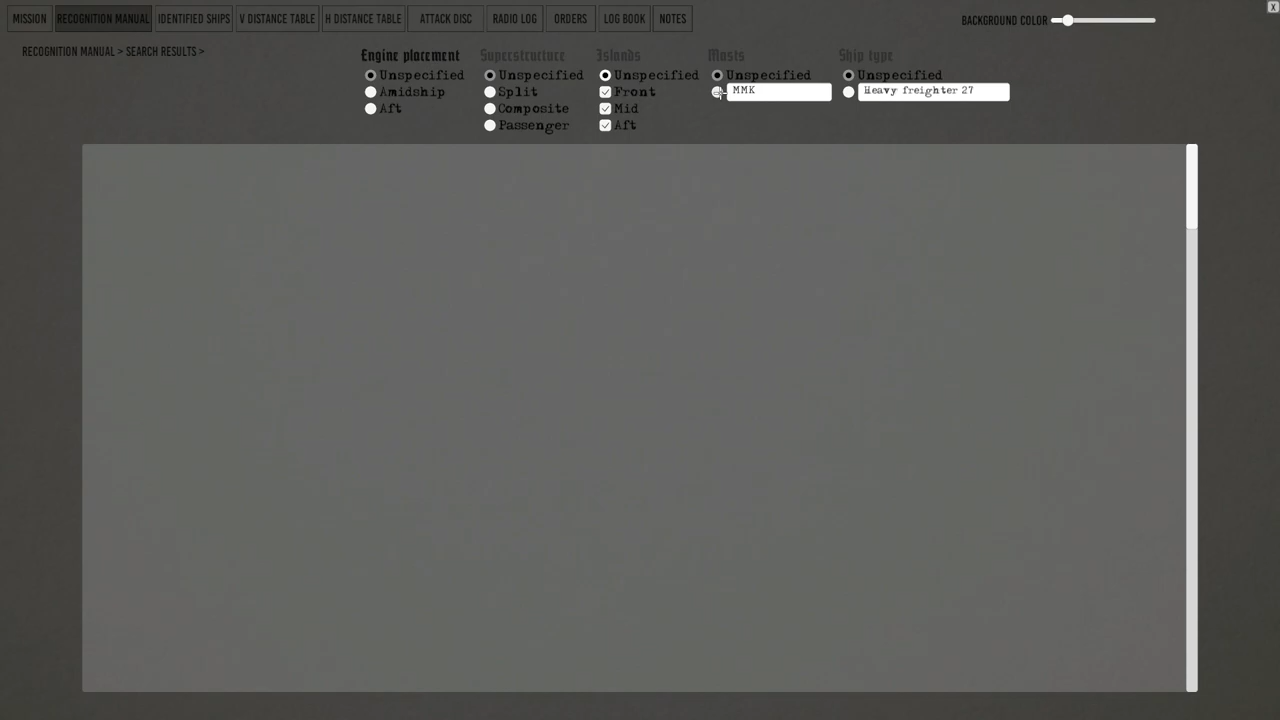 MISSION RECOGNITION MANUAL IDENTIFIED SHIPS V DISTANCE TABLE H DISTANCE TABLE ATTACK DISC RADIO LOG ORDERS LOG BOOK NOTES BACKGROUND COLOR X
RECOGNITION MANUAL > SEARCH RESULTS >
Engine placement Superstructure Islands Masts Ship type
Unspecified Unspecified Unspecified Unspecified Unspecified
Amidship Split Front MMK Heavy freighter 27
Aft Composite Mid
Passenger Aft